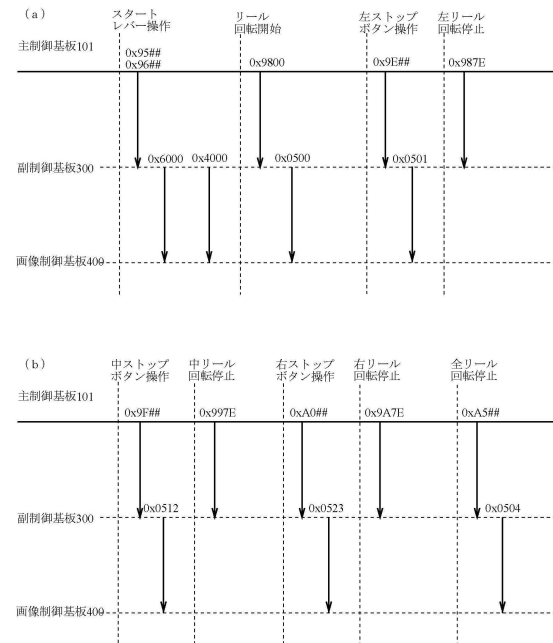 (a)
スタート
レバー操作
リール
回転開始
左ストップ
ボタン操作
左リール
回転停止
主制御基板101
0x95##
0x96##
0x9800
0x9E##
0x987E
副制御基板300
0x6000
0x4000
0x0500
0x0501
画像制御基板400
(b)
中ストップ
ボタン操作
中リール
回転停止
右ストップ
ボタン操作
右リール
回転停止
全リール
回転停止
主制御基板101
0x9F##
0x997E
0xA0##
0x9A7E
0xA5##
副制御基板300
0x0512
0x0523
0x0504
画像制御基板400